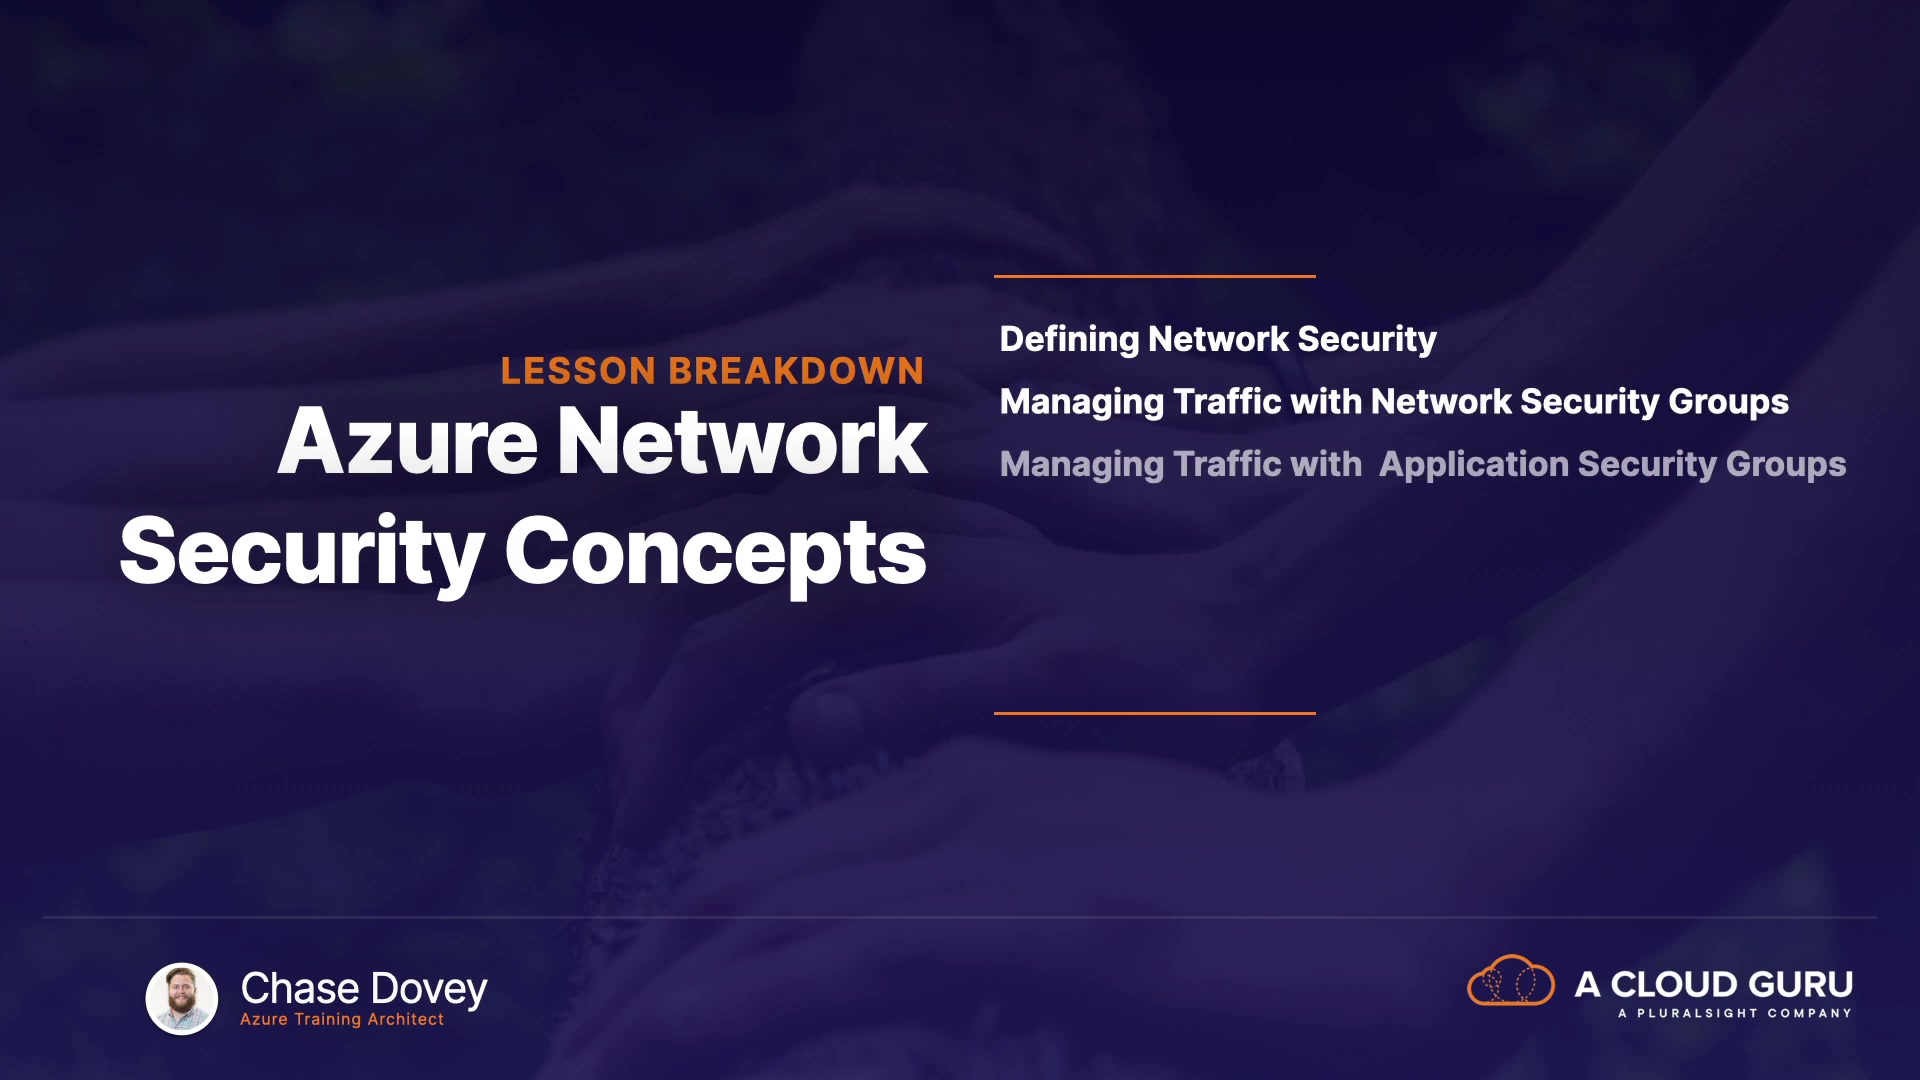 LESSON BREAKDOWN
Azure Network
Security Concepts
Defining Network Security
Managing Traffic with Network Security Groups
Managing Traffic with  Application Security Groups
Chase Dovey
Azure Training Architect
A CLOUD GURU
A PLURALSIGHT COMPANY